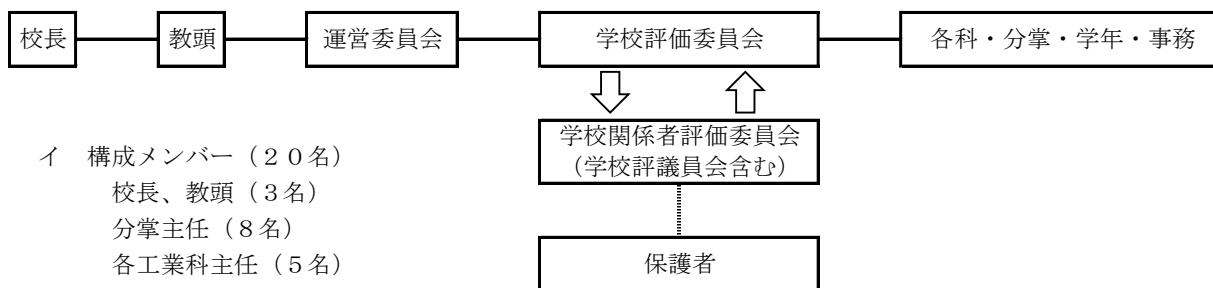 校長 教頭 運営委員会 学校評価委員会 各科・分掌・学年・事務
学校関係者評価委員会
（学校評議員会含む）
イ　構成メンバー（２０名）
校長、教頭（３名）
分掌主任（８名）
各工業科主任（５名）
保護者